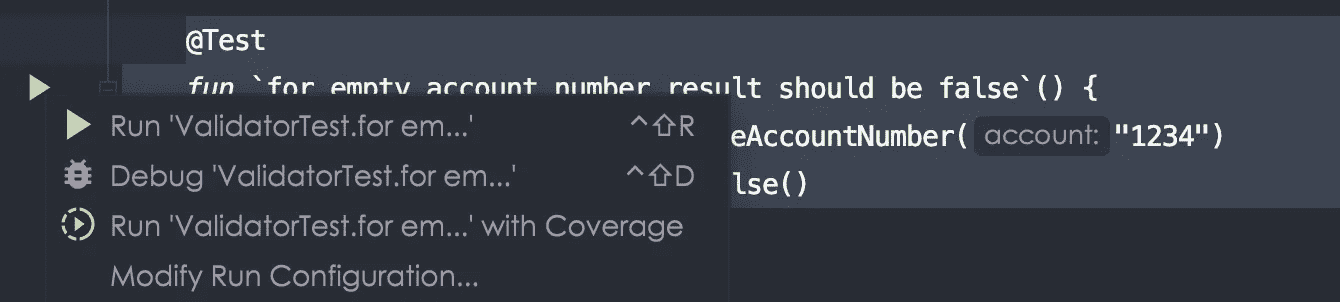 @Test
fun `for empty account number result should be false`() {
Run 'ValidatorTest.for em...' ^⇧R
eAccountNumber( account: "1234")
Debug 'ValidatorTest.for em...' ^⇧D
lse()
Run 'ValidatorTest.for em...' with Coverage
Modify Run Configuration...